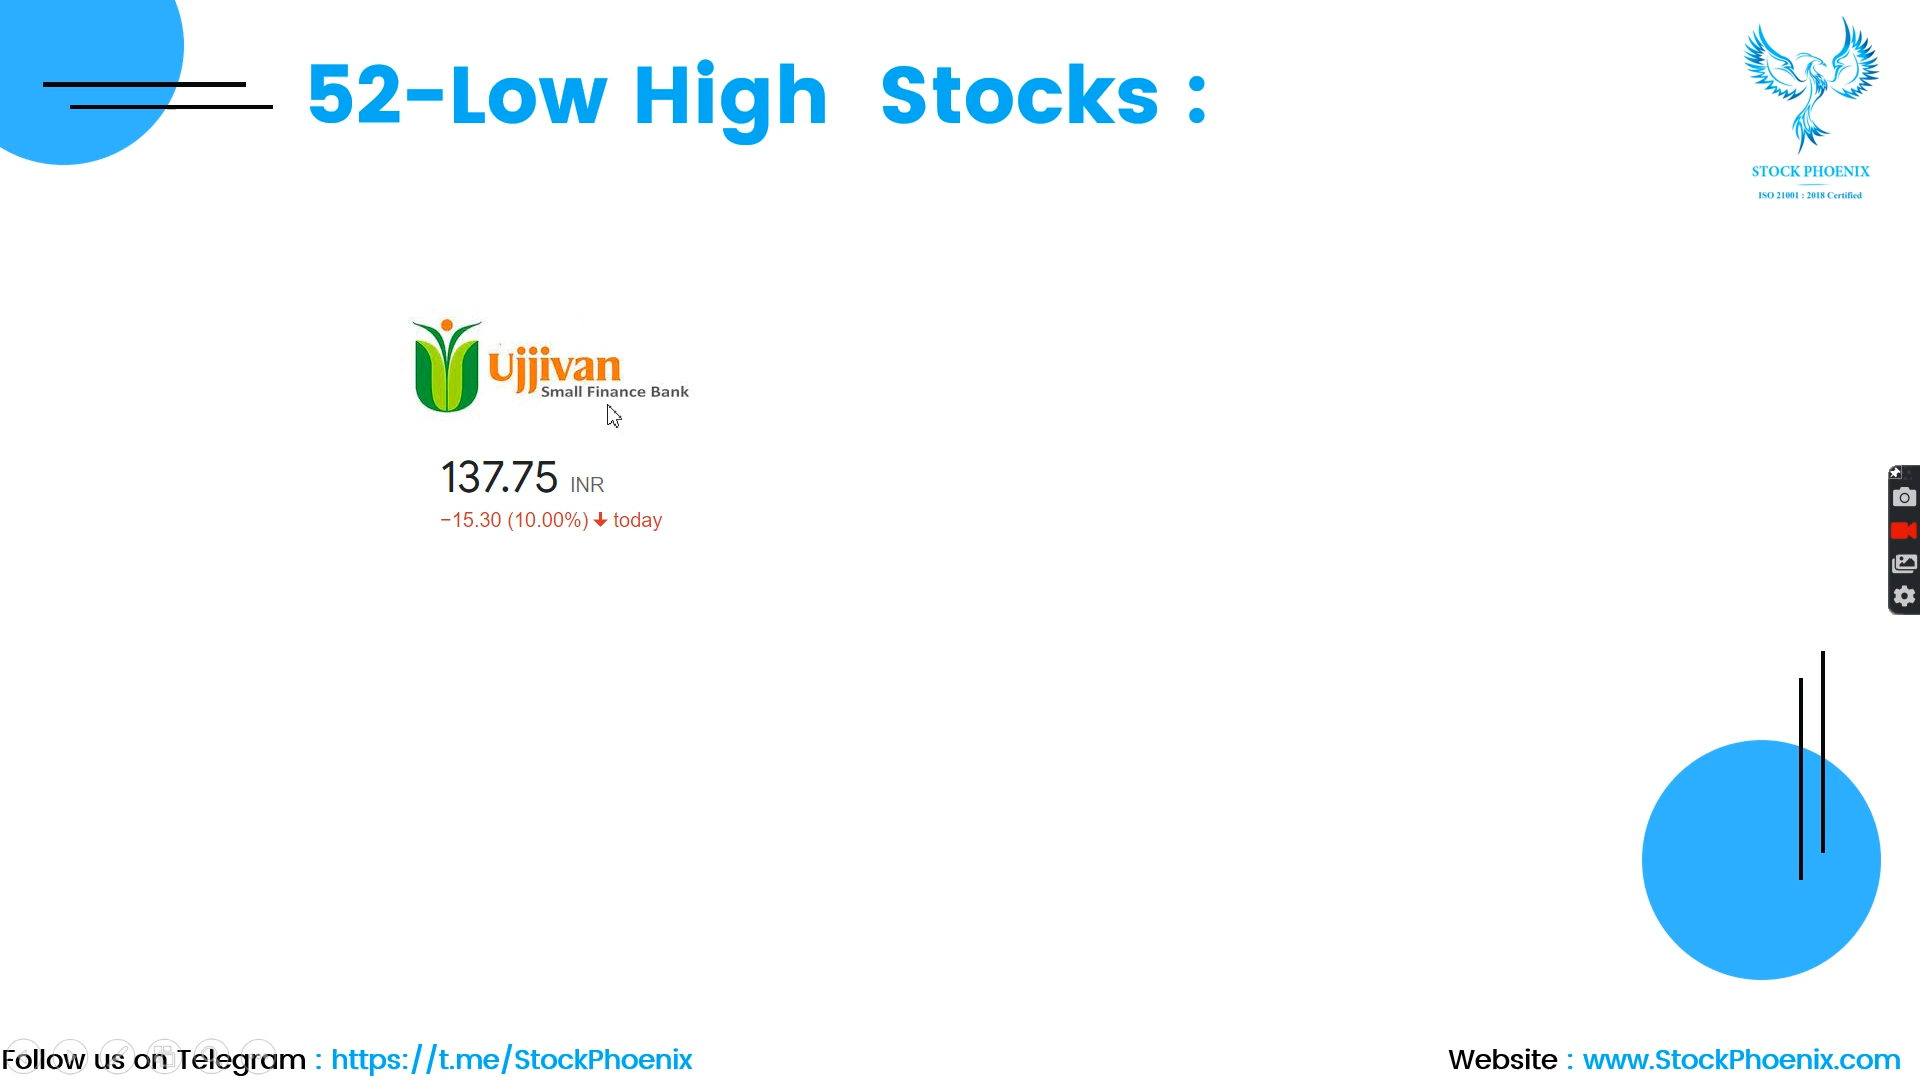 52-Low High Stocks :
STOCK PHOENIX
ISO 21001 : 2018 Certified
Ujjivan
Small Finance Bank
137.75 INR
−15.30 (10.00%) ↓ today
Follow us on Telegram : https://t.me/StockPhoenix
Website : www.StockPhoenix.com